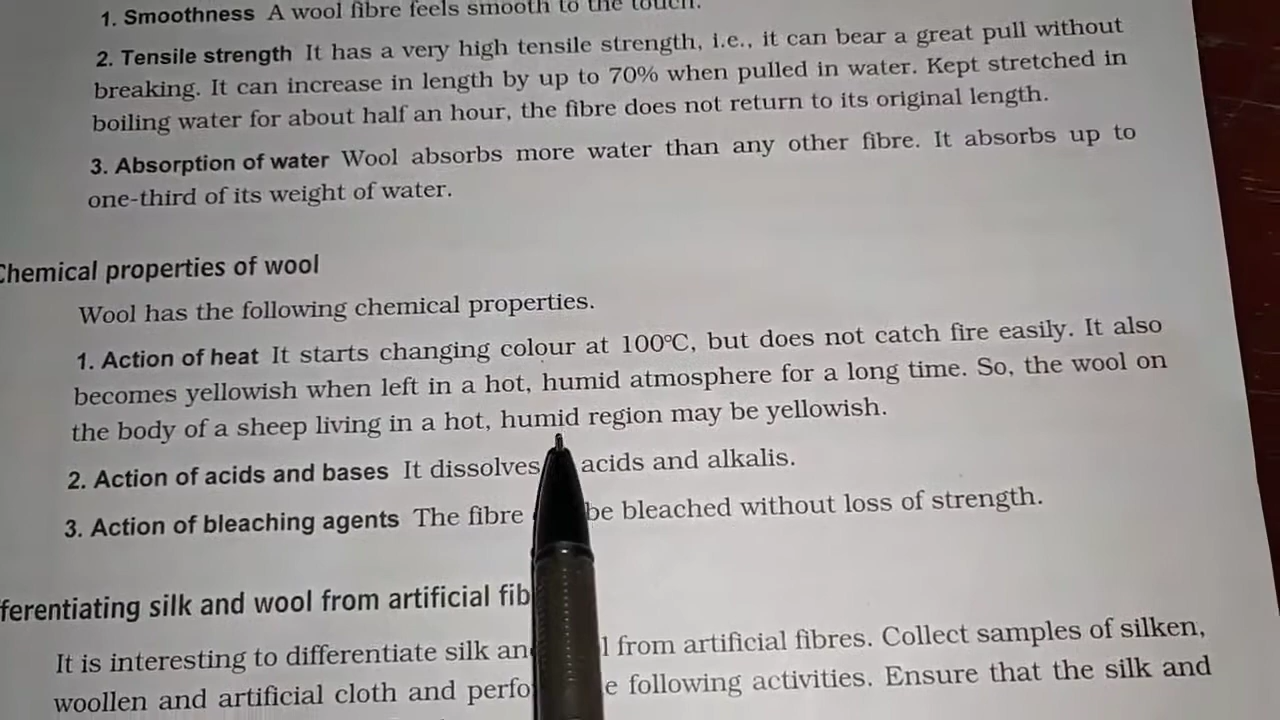 1. Smoothness A wool fibre feels smooth to the touch.
2. Tensile strength It has a very high tensile strength, i.e., it can bear a great pull without
breaking. It can increase in length by up to 70% when pulled in water. Kept stretched in
boiling water for about half an hour, the fibre does not return to its original length.
3. Absorption of water Wool absorbs more water than any other fibre. It absorbs up to
one-third of its weight of water.
Chemical properties of wool
Wool has the following chemical properties.
1. Action of heat It starts changing colour at 100°C, but does not catch fire easily. It also
becomes yellowish when left in a hot, humid atmosphere for a long time. So, the wool on
the body of a sheep living in a hot, humid region may be yellowish.
2. Action of acids and bases It dissolves acids and alkalis.
3. Action of bleaching agents The fibre be bleached without loss of strength.
fferentiating silk and wool from artificial fib
It is interesting to differentiate silk an l from artificial fibres. Collect samples of silken,
woollen and artificial cloth and perfo e following activities. Ensure that the silk and